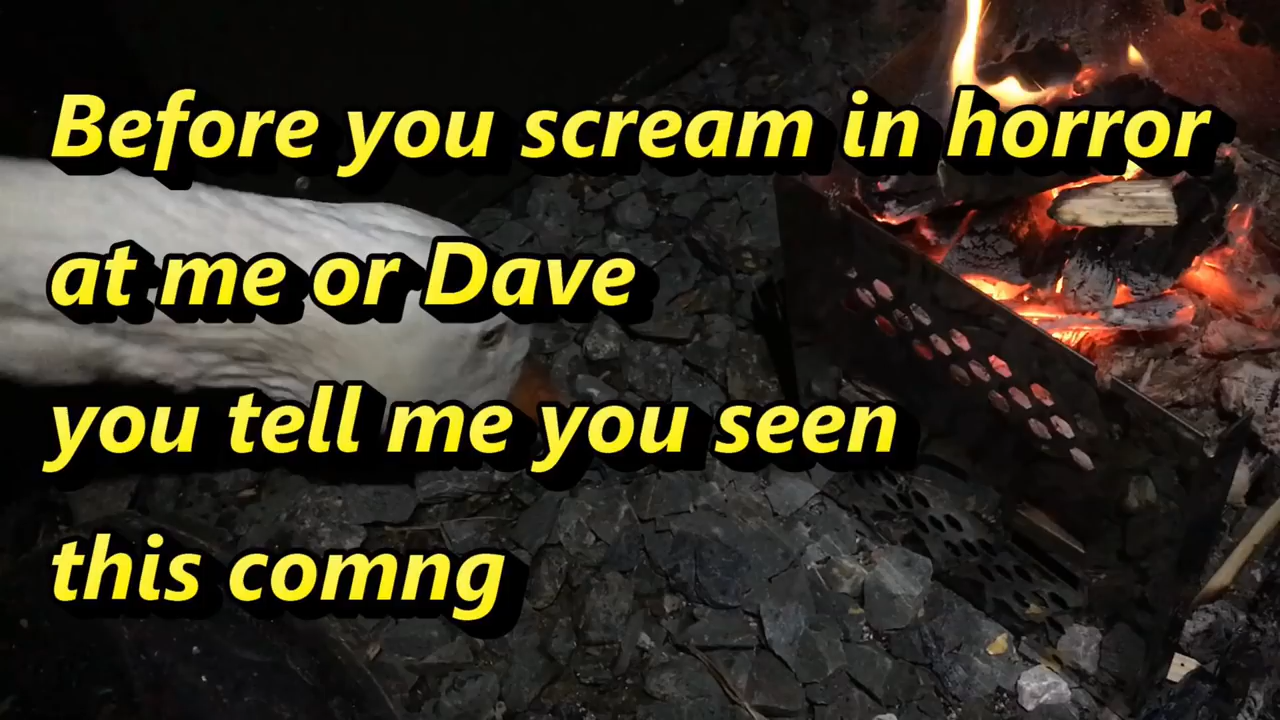 Before you scream in horror
at me or Dave
you tell me you seen
this comng